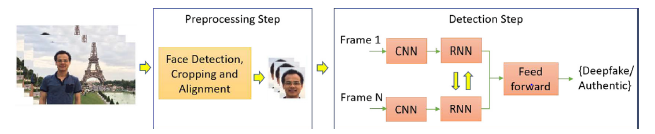 Preprocessing Step
Face Detection,
Cropping and
Alignment
Detection Step
Frame 1
CNN
RNN
Frame N
CNN
RNN
Feed
forward
{Deepfake/
Authentic}